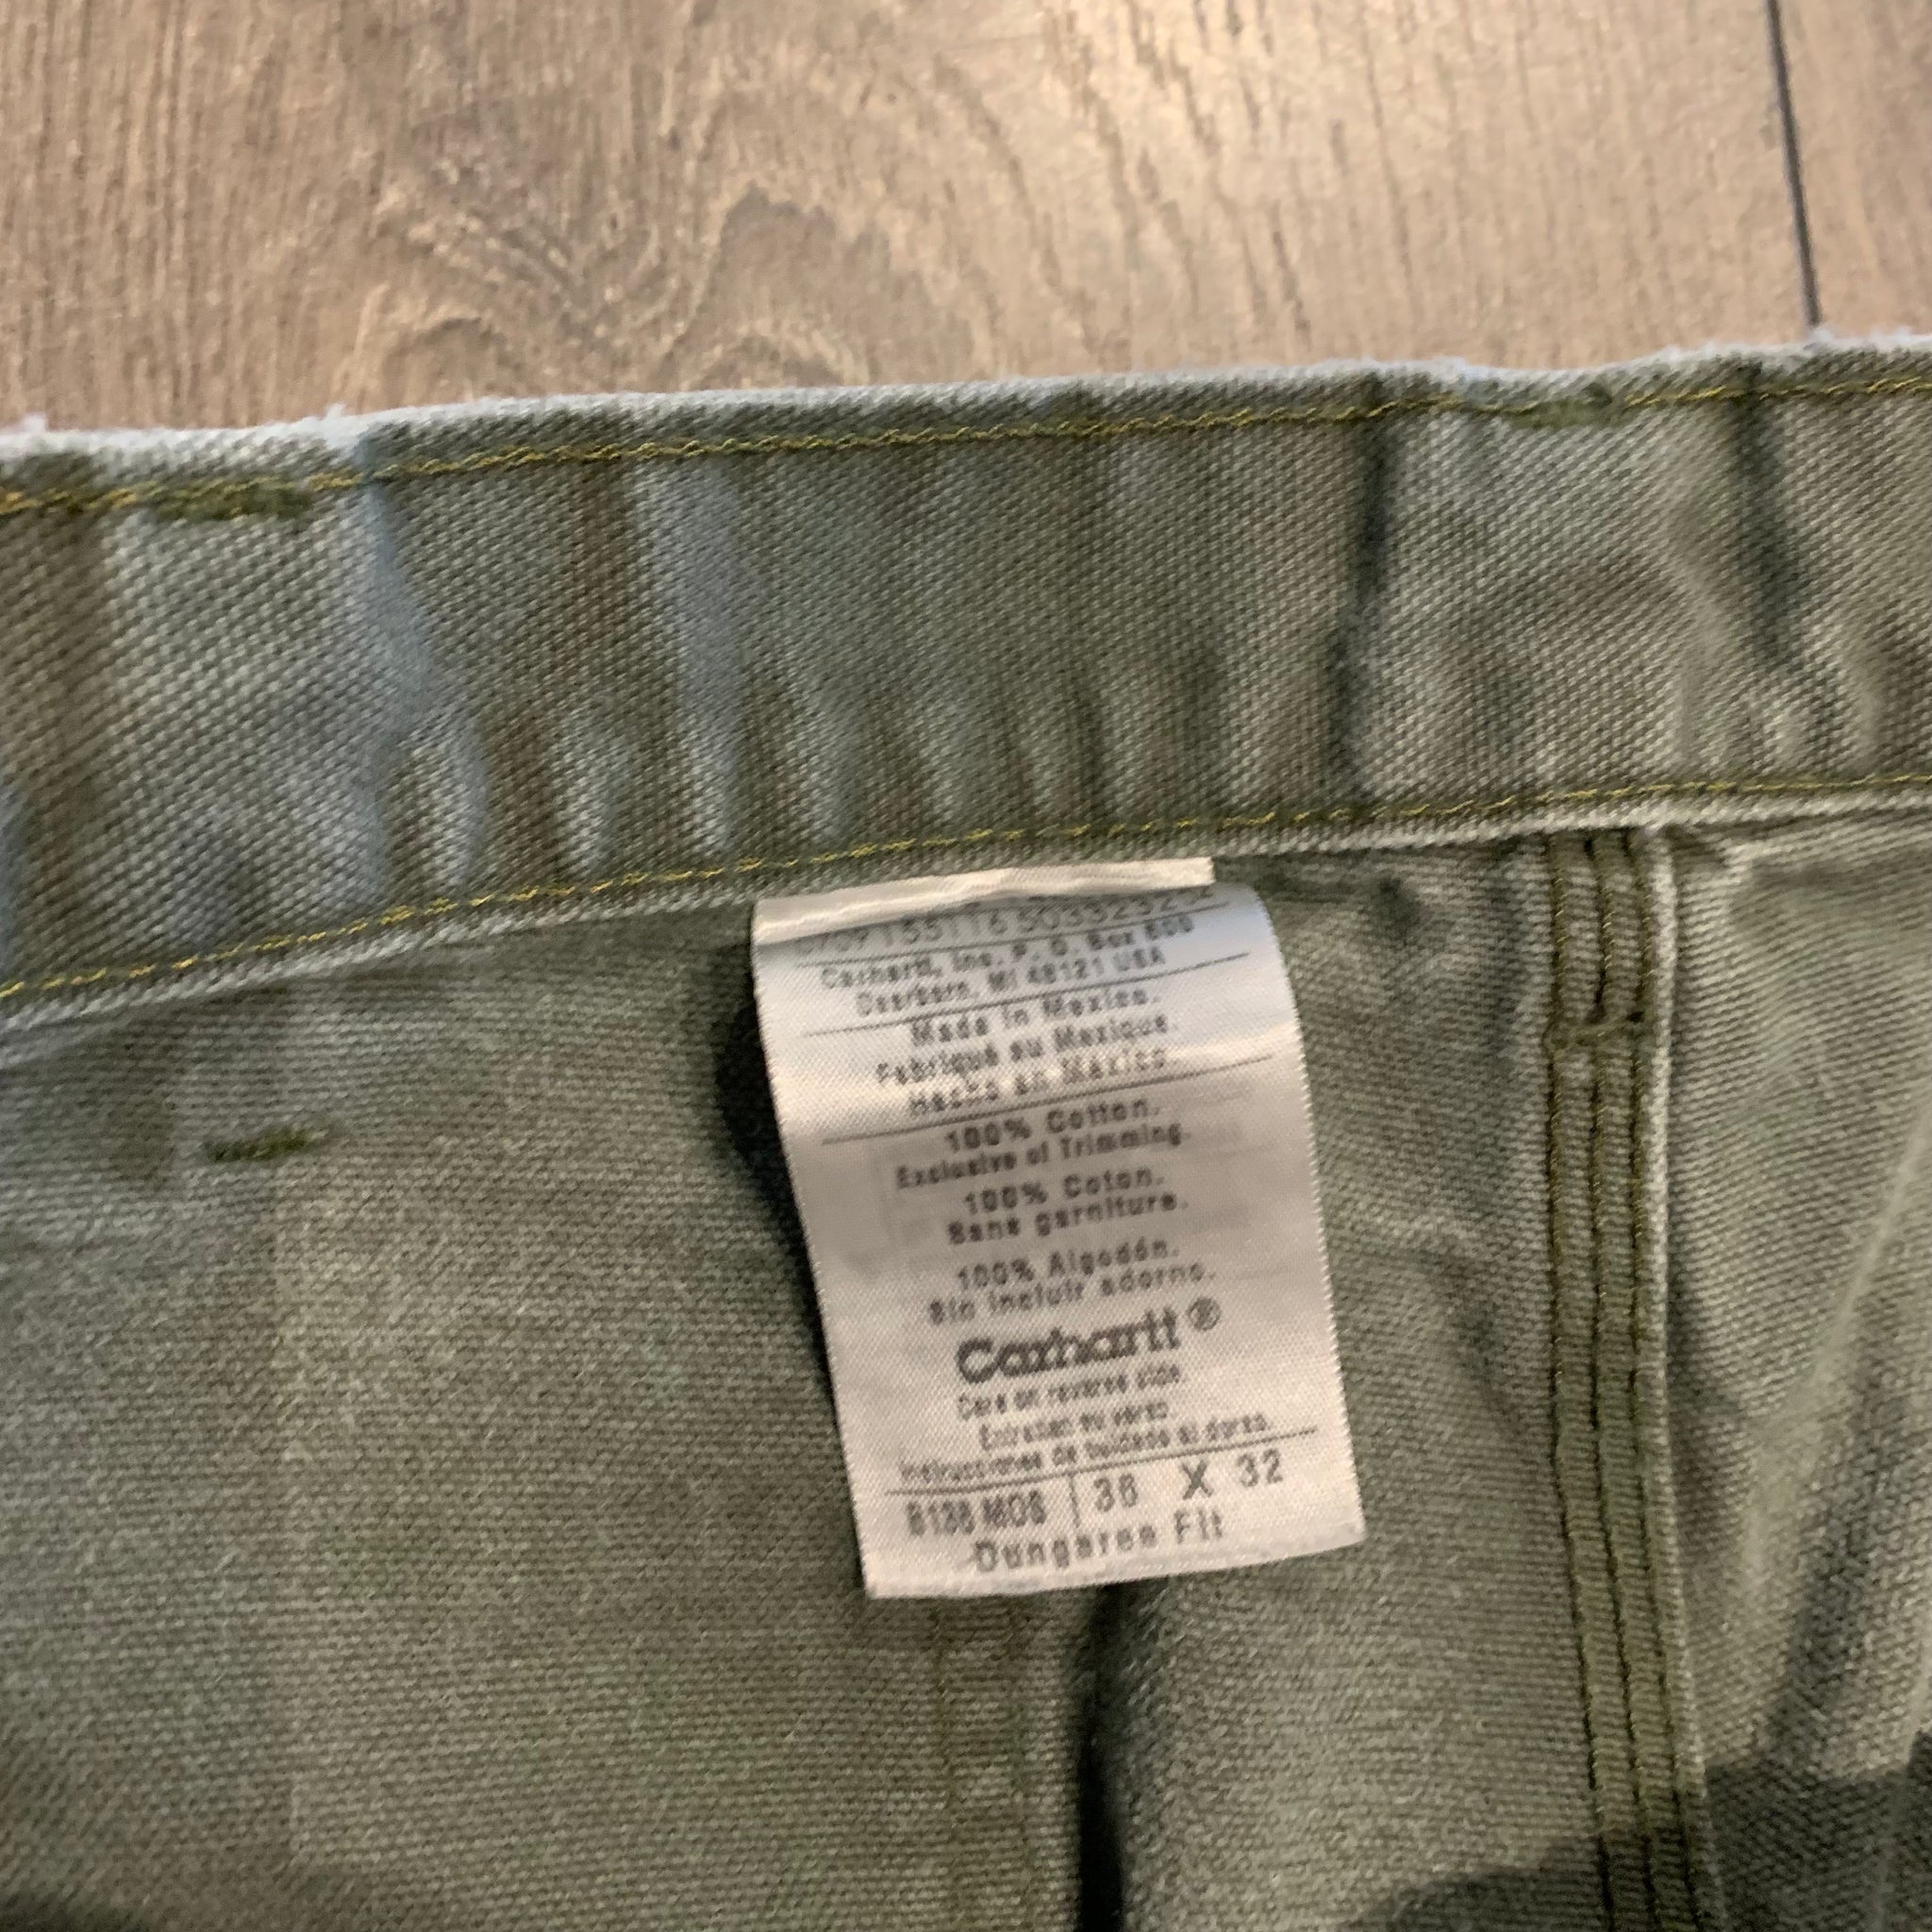 Carhartt, Inc. P. O. Box 600
Dearborn, MI 48121 USA
Made in Mexico.
Fabriqué au Mexique.
Hecho en Mexico
100% Cotton.
Exclusive of Trimming.
100% Coton.
Sans garniture.
100% Algodón.
Sin incluir adorno.
Carhartt®
Care on reverse side
Entretien au verso
Instrucciones de cuidado al dorso.
B136 MOS 36 X 32
Dungaree Fit